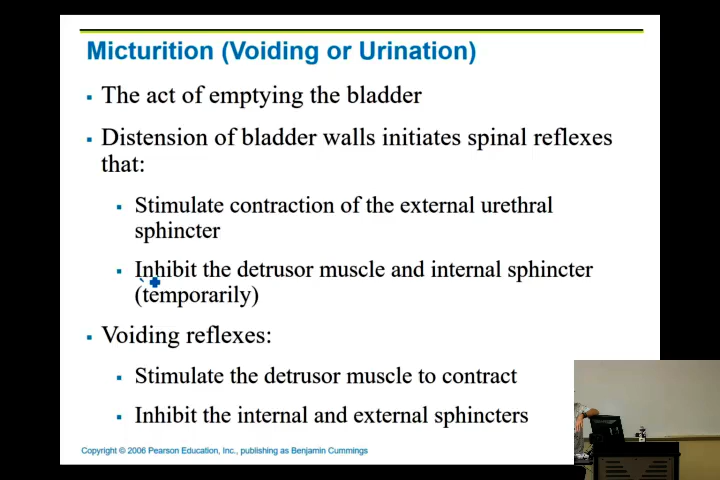 Micturition (Voiding or Urination)
▪ The act of emptying the bladder
▪ Distension of bladder walls initiates spinal reflexes
that:
▪ Stimulate contraction of the external urethral
sphincter
▪ Inhibit the detrusor muscle and internal sphincter
(temporarily)
▪ Voiding reflexes:
▪ Stimulate the detrusor muscle to contract
▪ Inhibit the internal and external sphincters
Copyright © 2006 Pearson Education, Inc., publishing as Benjamin Cummings